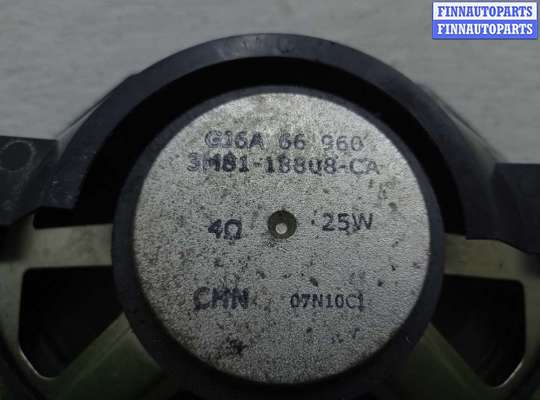 FINNAUTOPARTS
FINNAUTOPARTS
G16A 66 960
3M81-18808-CA
4Ω 25W
CHN 07N10C1